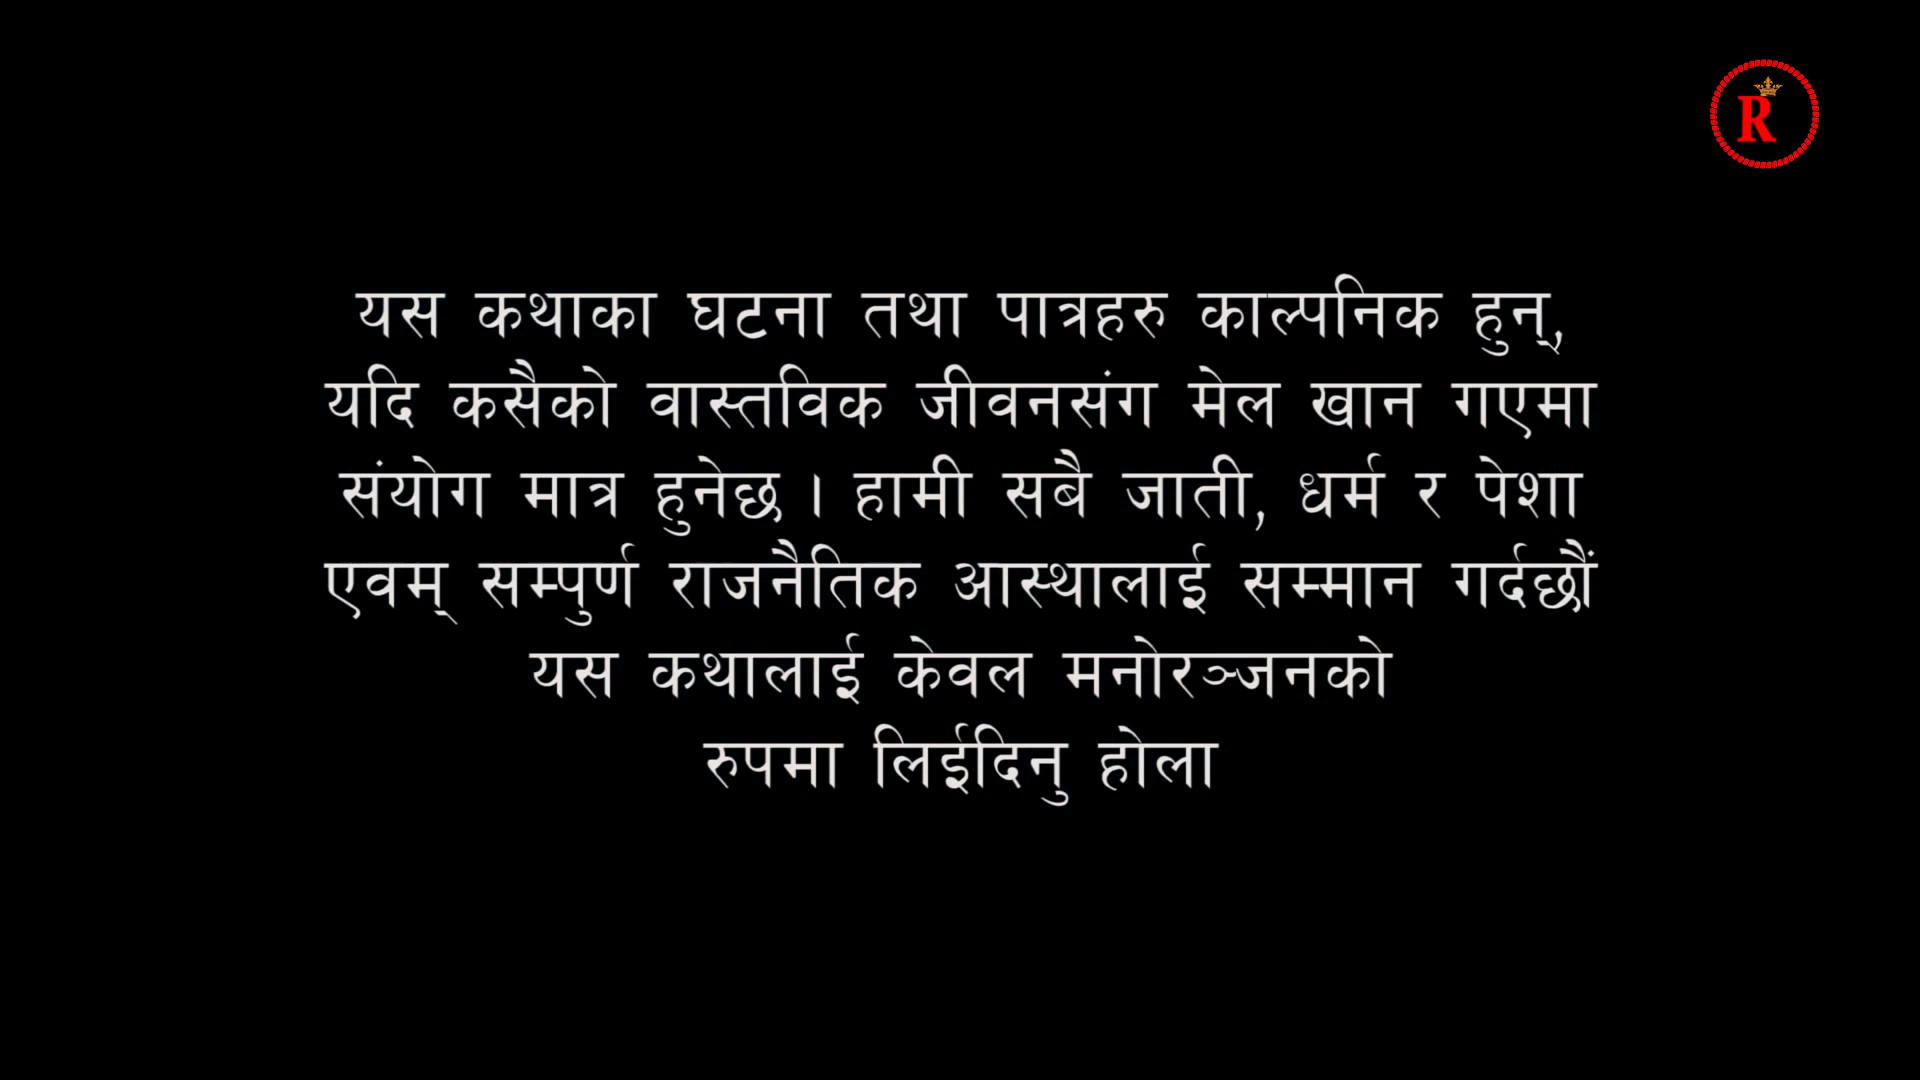 R
यस कथाका घटना तथा पात्रहरु काल्पनिक हुन्,
यदि कसैको वास्तविक जीवनसंग मेल खान गएमा
संयोग मात्र हुनेछ । हामी सबै जाती, धर्म र पेशा
एवम् सम्पुर्ण राजनैतिक आस्थालाई सम्मान गर्दछौं
यस कथालाई केवल मनोरञ्जनको
रुपमा लिईदिनु होला